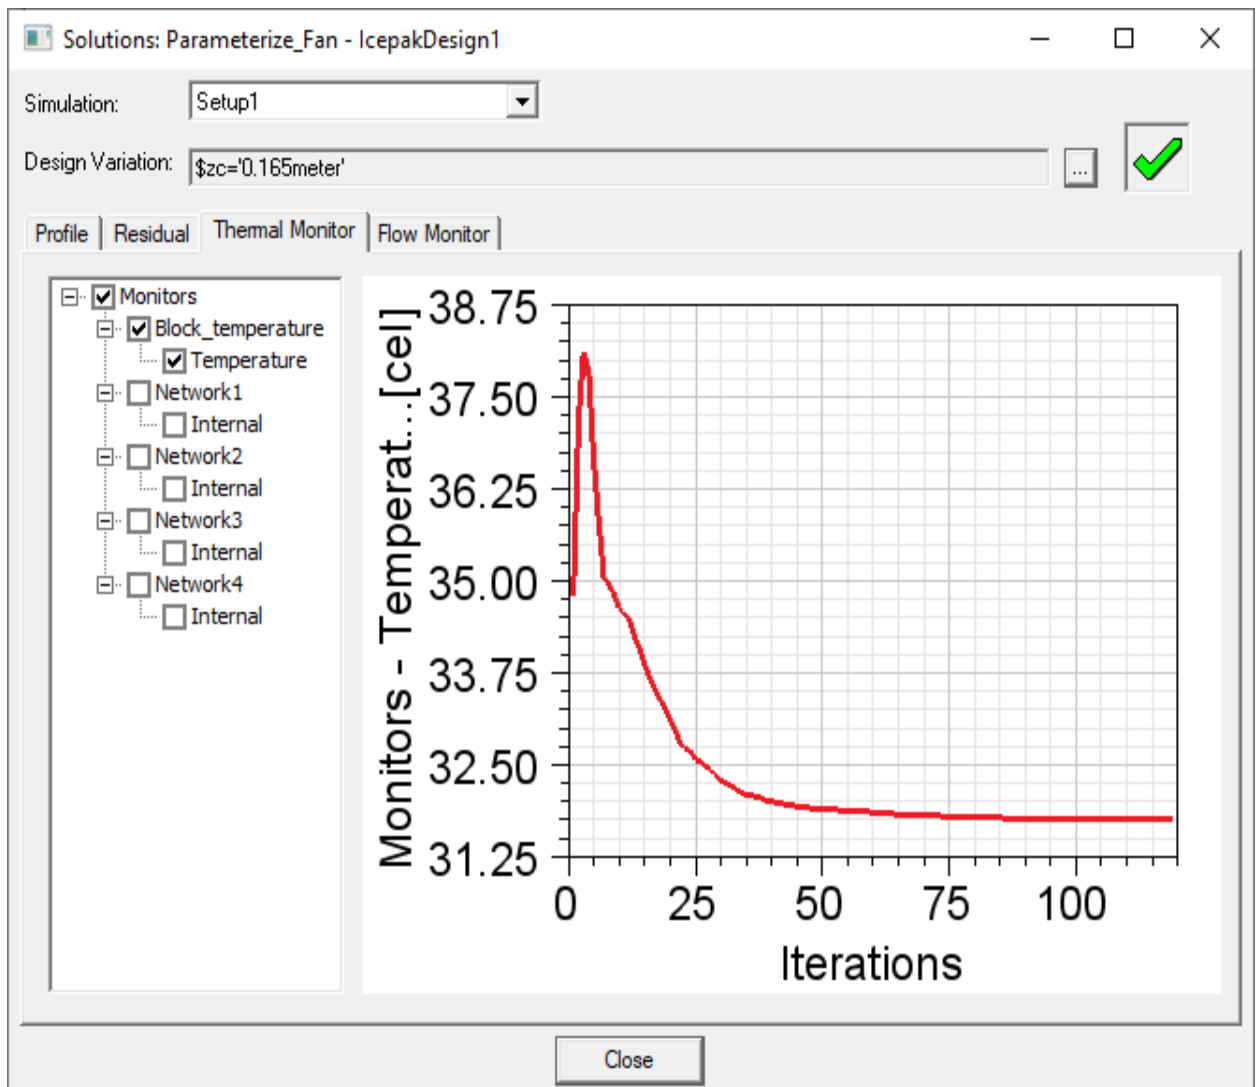 Solutions: Parameterize_Fan - IcepakDesign1
Simulation:
Setup1
Design Variation:
$zc='0.165meter'
...
Profile
Residual
Thermal Monitor
Flow Monitor
Monitors
Block_temperature
Temperature
Network1
Internal
Network2
Internal
Network3
Internal
Network4
Internal
Monitors - Temperat...[cel]
38.75
37.50
36.25
35.00
33.75
32.50
31.25
0 25 50 75 100
Iterations
Close